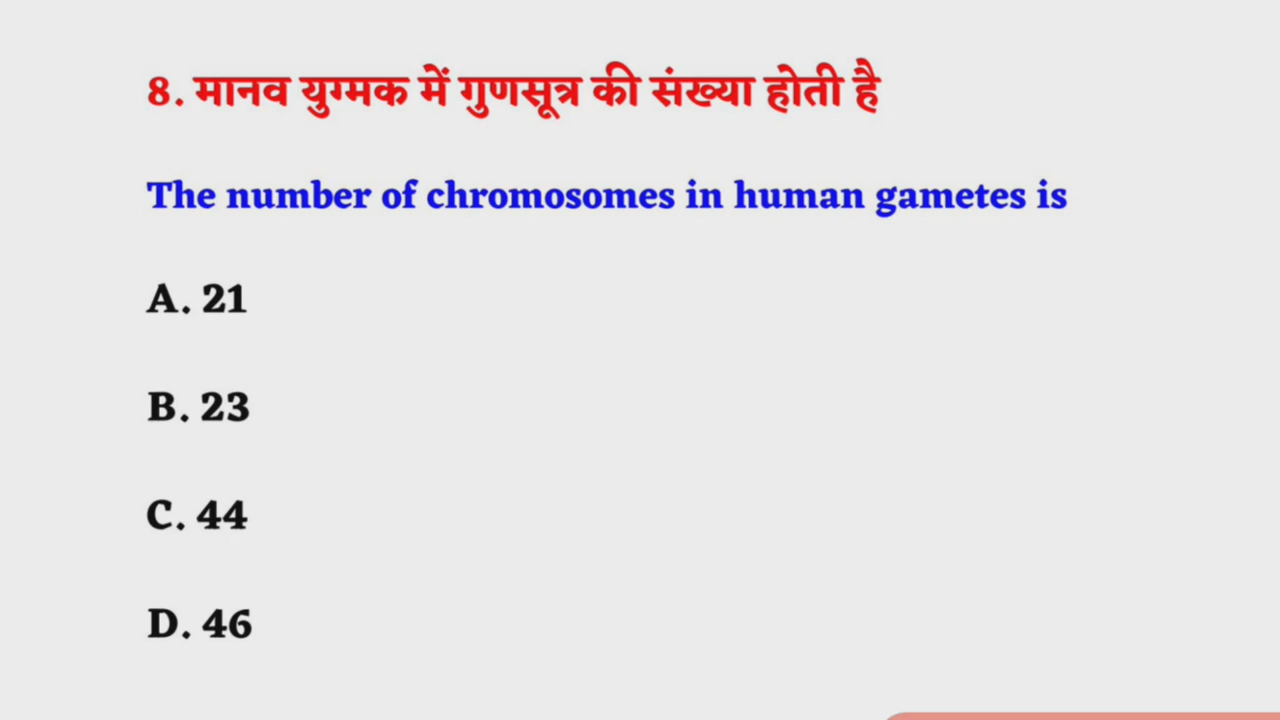 8. मानव युग्मक में गुणसूत्र की संख्या होती है
The number of chromosomes in human gametes is
A. 21
B. 23
C. 44
D. 46